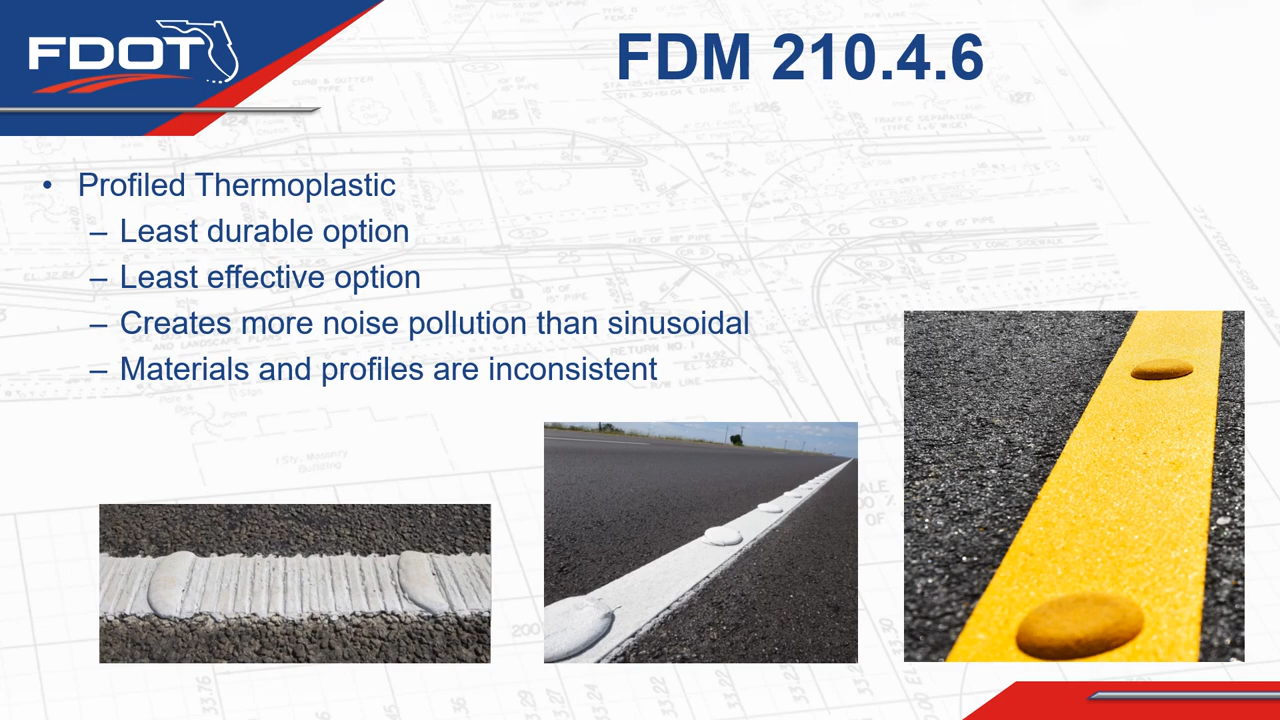 FDOT
FDM 210.4.6
• Profiled Thermoplastic
– Least durable option
– Least effective option
– Creates more noise pollution than sinusoidal
– Materials and profiles are inconsistent